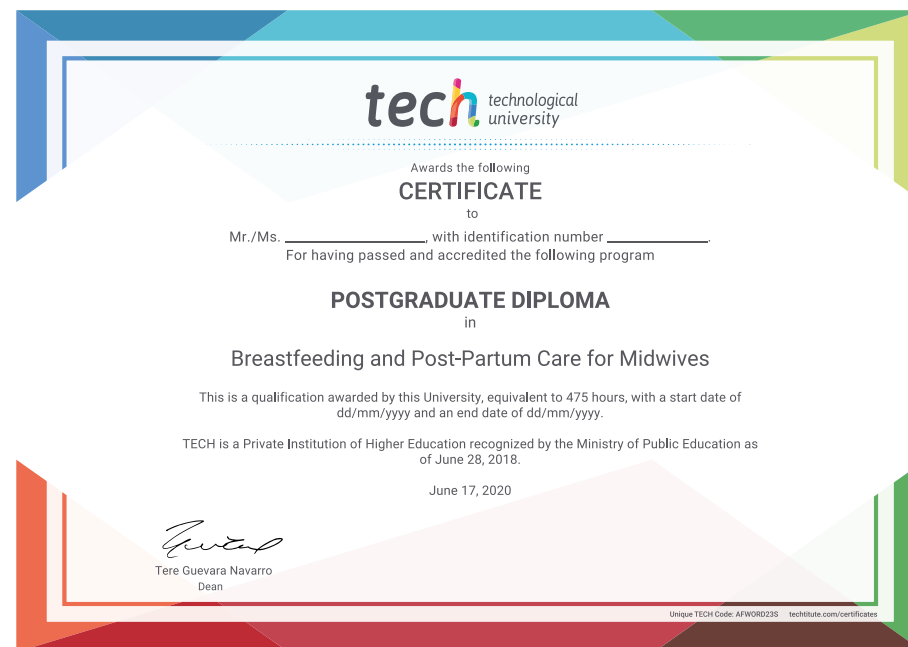 tech technological
university
Awards the following
CERTIFICATE
to
Mr./Ms. ____________________, with identification number __________________.
For having passed and accredited the following program
POSTGRADUATE DIPLOMA
in
Breastfeeding and Post-Partum Care for Midwives
This is a qualification awarded by this University, equivalent to 475 hours, with a start date of
dd/mm/yyyy and an end date of dd/mm/yyyy.
TECH is a Private Institution of Higher Education recognized by the Ministry of Public Education as
of June 28, 2018.
June 17, 2020
Tere Guevara Navarro
Dean
Unique TECH Code: AFWORD23S techtitute.com/certificates